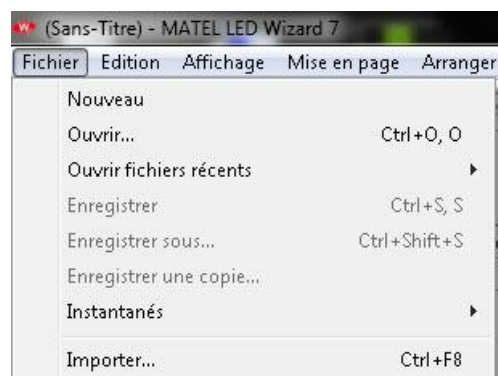 (Sans-Titre) - MATEL LED Wizard 7
Fichier Edition Affichage Mise en page Arranger
Nouveau
Ouvrir... Ctrl+O, O
Ouvrir fichiers récents
Enregistrer Ctrl+S, S
Enregistrer sous... Ctrl+Shift+S
Enregistrer une copie...
Instantanés
Importer... Ctrl+F8